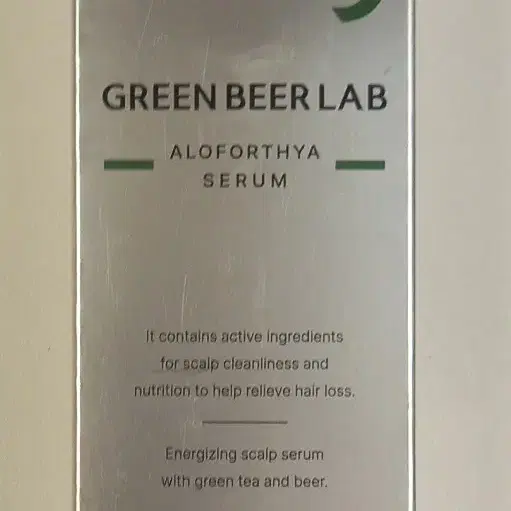 GREEN BEER LAB
ALOFORTHYA
SERUM
It contains active ingredients
for scalp cleanliness and
nutrition to help relieve hair loss.
Energizing scalp serum
with green tea and beer.